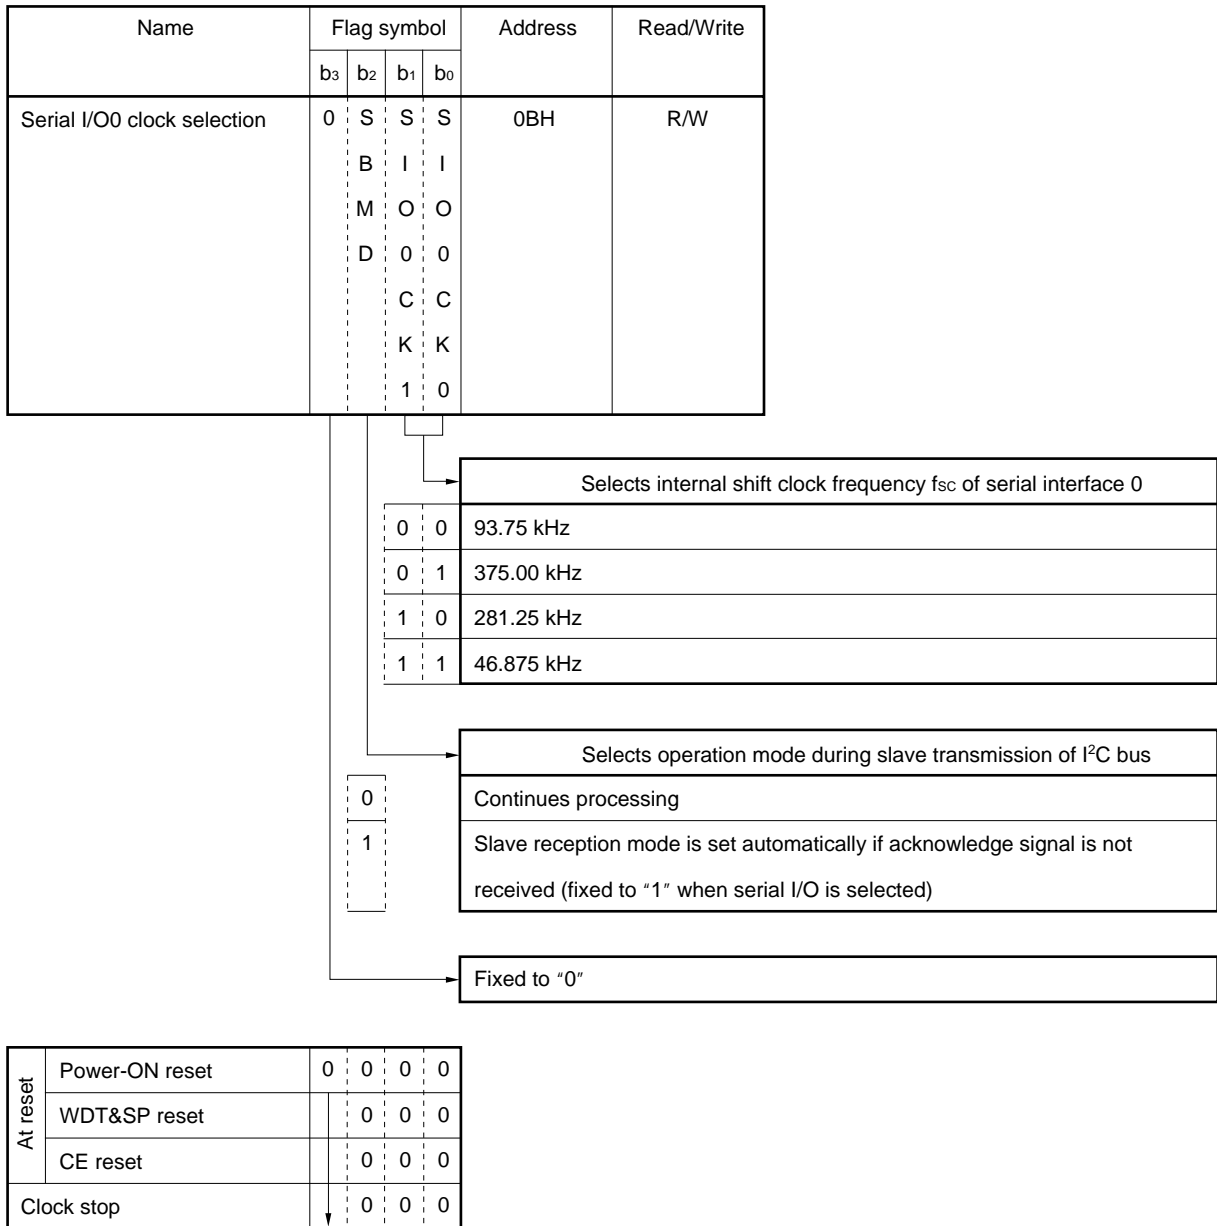 Name Flag symbol Address Read/Write
b3 b2 b1 b0
Serial I/O0 clock selection 0 S S S 0BH R/W
B I I
M O O
D 0 0
C C
K K
1 0
Selects internal shift clock frequency fSC of serial interface 0
0 0 93.75 kHz
0 1 375.00 kHz
1 0 281.25 kHz
1 1 46.875 kHz
Selects operation mode during slave transmission of I²C bus
0 Continues processing
1 Slave reception mode is set automatically if acknowledge signal is not
received (fixed to “1” when serial I/O is selected)
Fixed to “0”
At reset
Power-ON reset 0 0 0 0
WDT&SP reset 0 0 0
CE reset 0 0 0
Clock stop 0 0 0